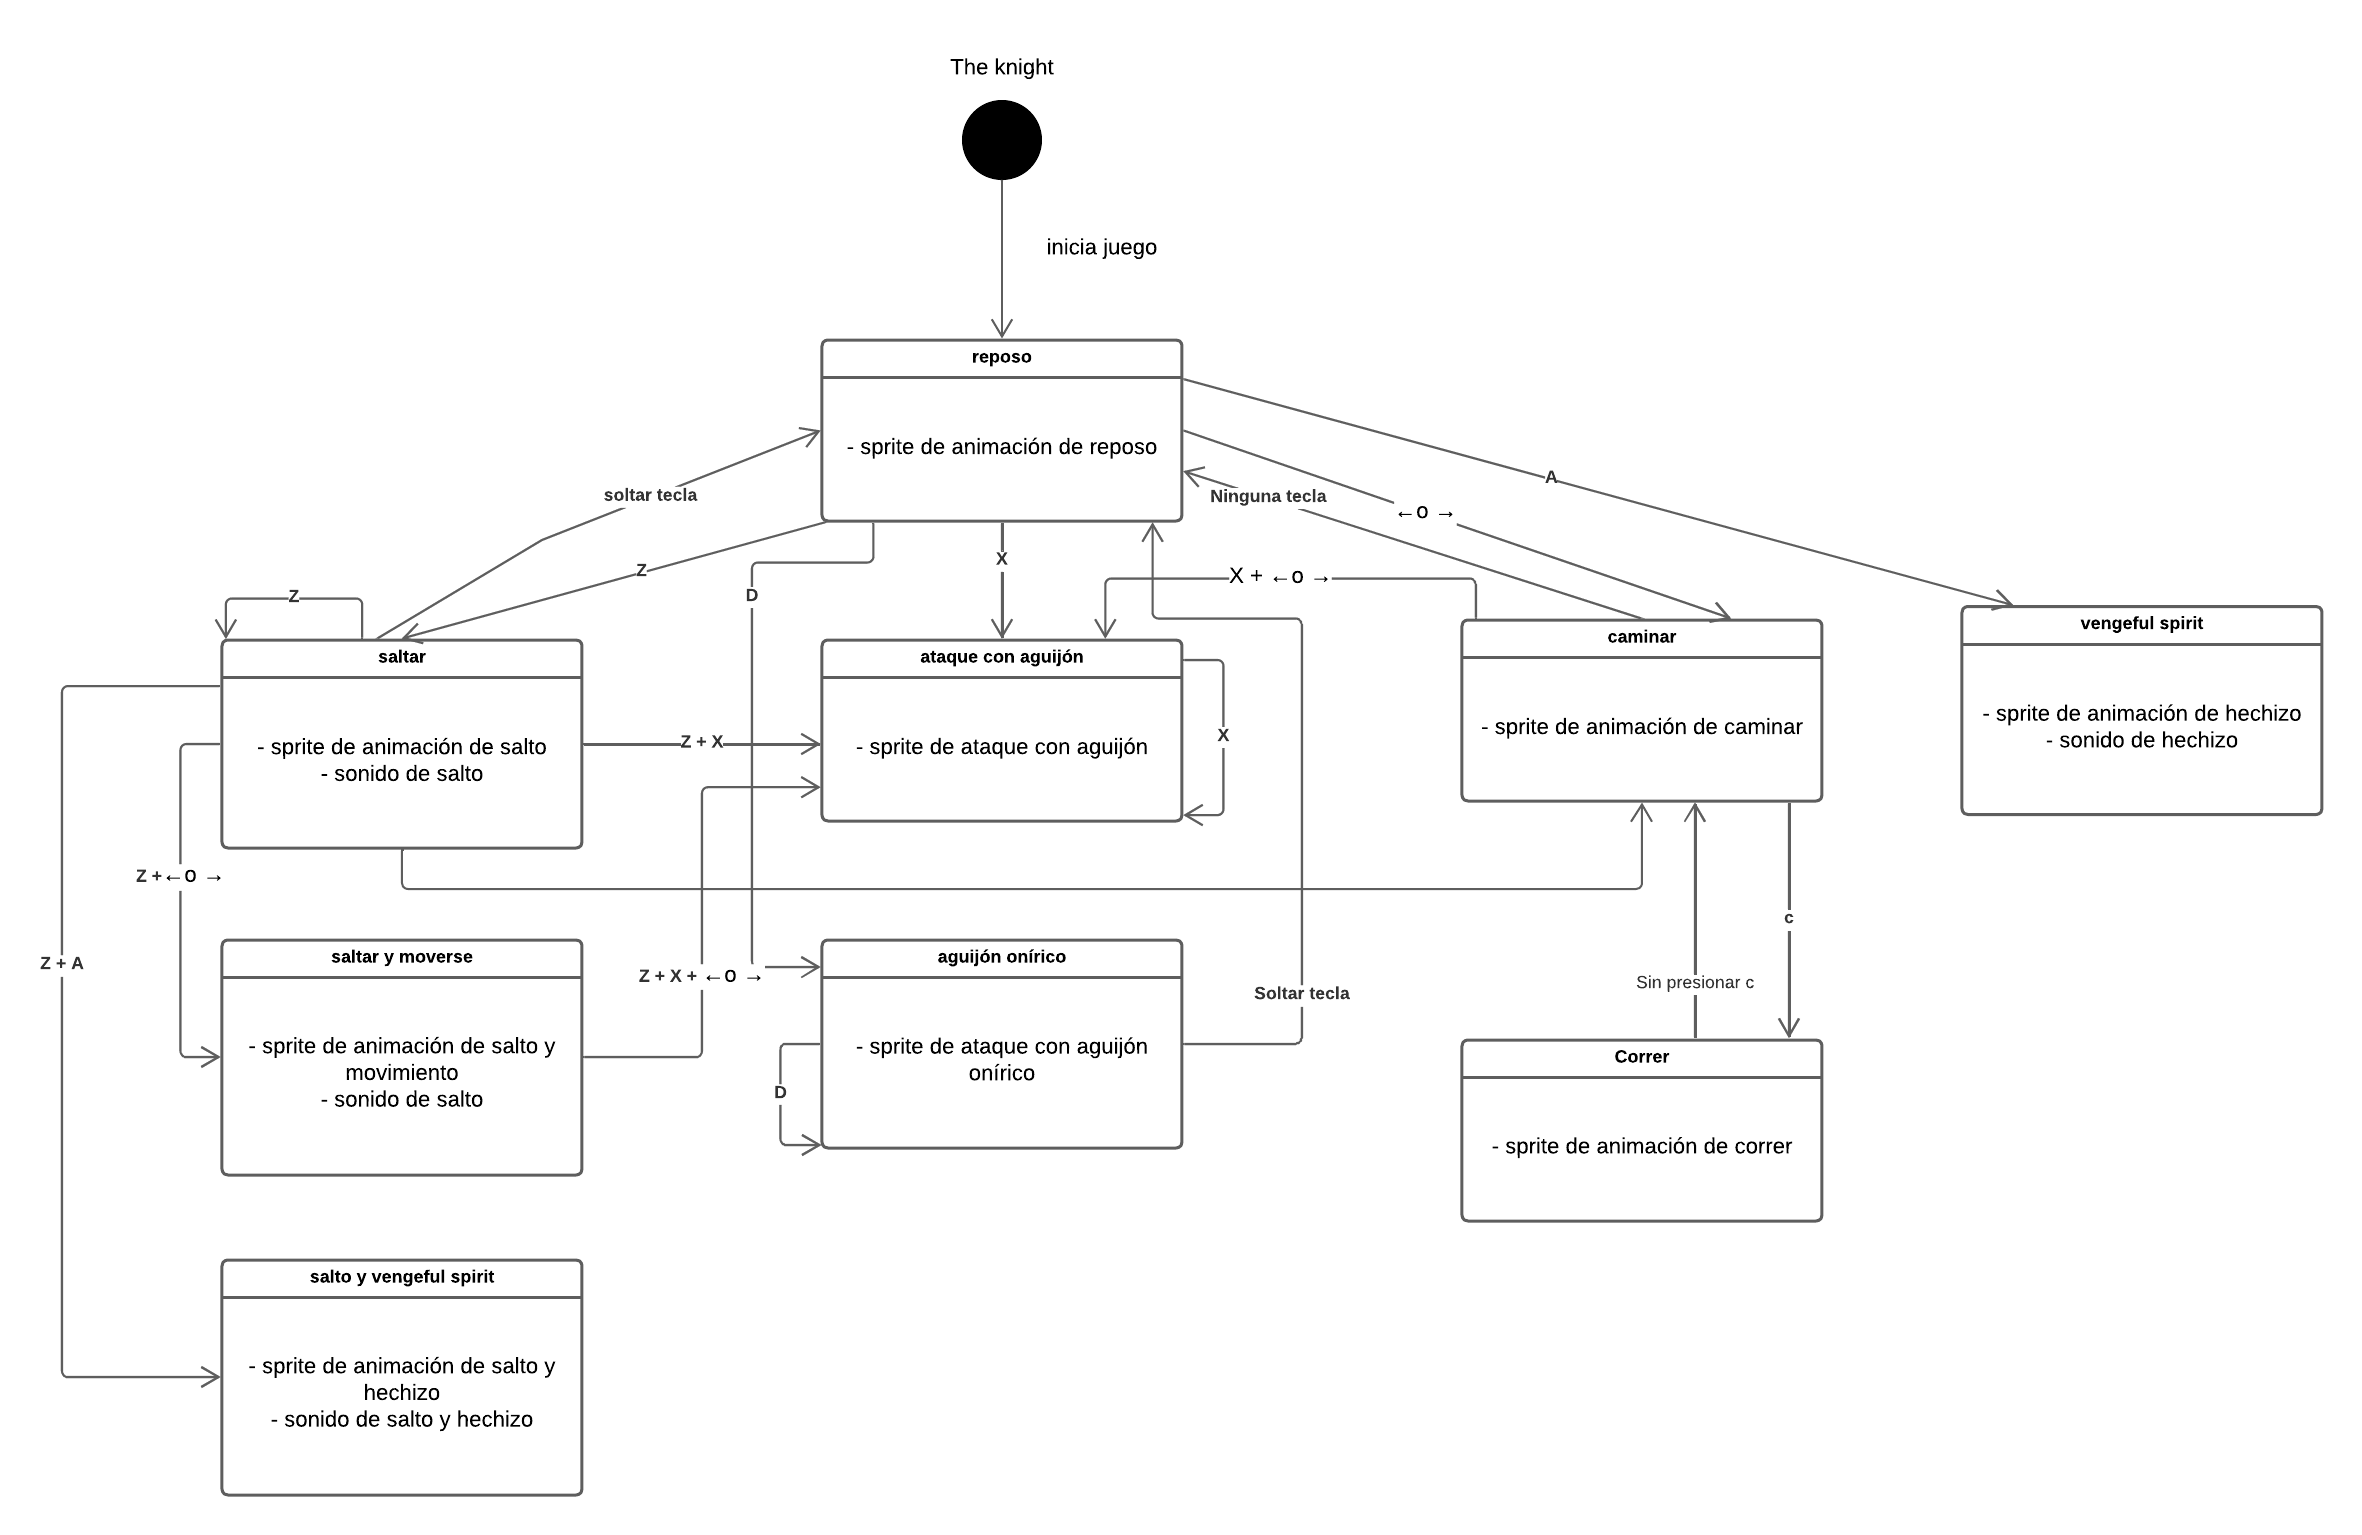 The knight
inicia juego
reposo
- sprite de animación de reposo
A
soltar tecla
Ninguna tecla
←o →
X
Z
X + ←o →
D
Z
saltar
- sprite de animación de salto
- sonido de salto
ataque con aguijón
- sprite de ataque con aguijón
caminar
- sprite de animación de caminar
vengeful spirit
- sprite de animación de hechizo
- sonido de hechizo
Z + X
X
Z +←o →
c
Z + A
saltar y moverse
- sprite de animación de salto y
movimiento
- sonido de salto
Z + X + ←o →
aguijón onírico
- sprite de ataque con aguijón
onírico
Soltar tecla
Sin presionar c
D
Correr
- sprite de animación de correr
salto y vengeful spirit
- sprite de animación de salto y
hechizo
- sonido de salto y hechizo